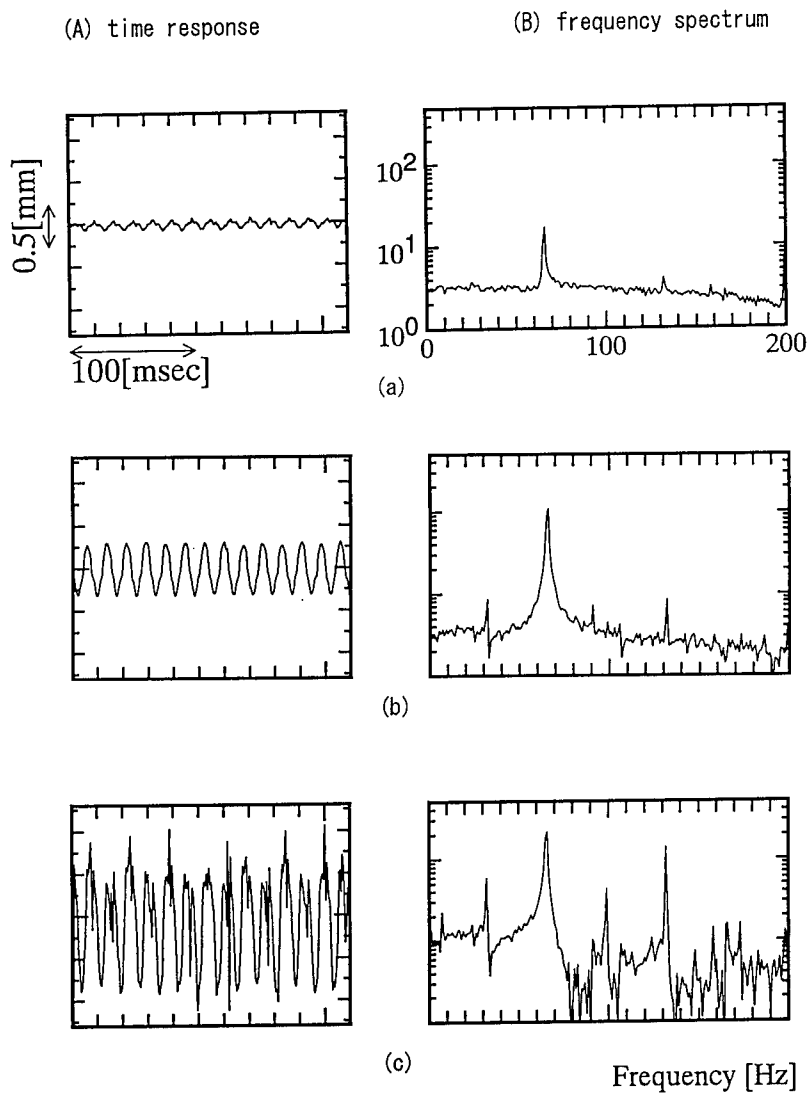 (A) time response
(B) frequency spectrum
0.5[mm]
100[msec]
10²
10¹
10⁰
0
100
200
(a)
(b)
(c)
Frequency [Hz]